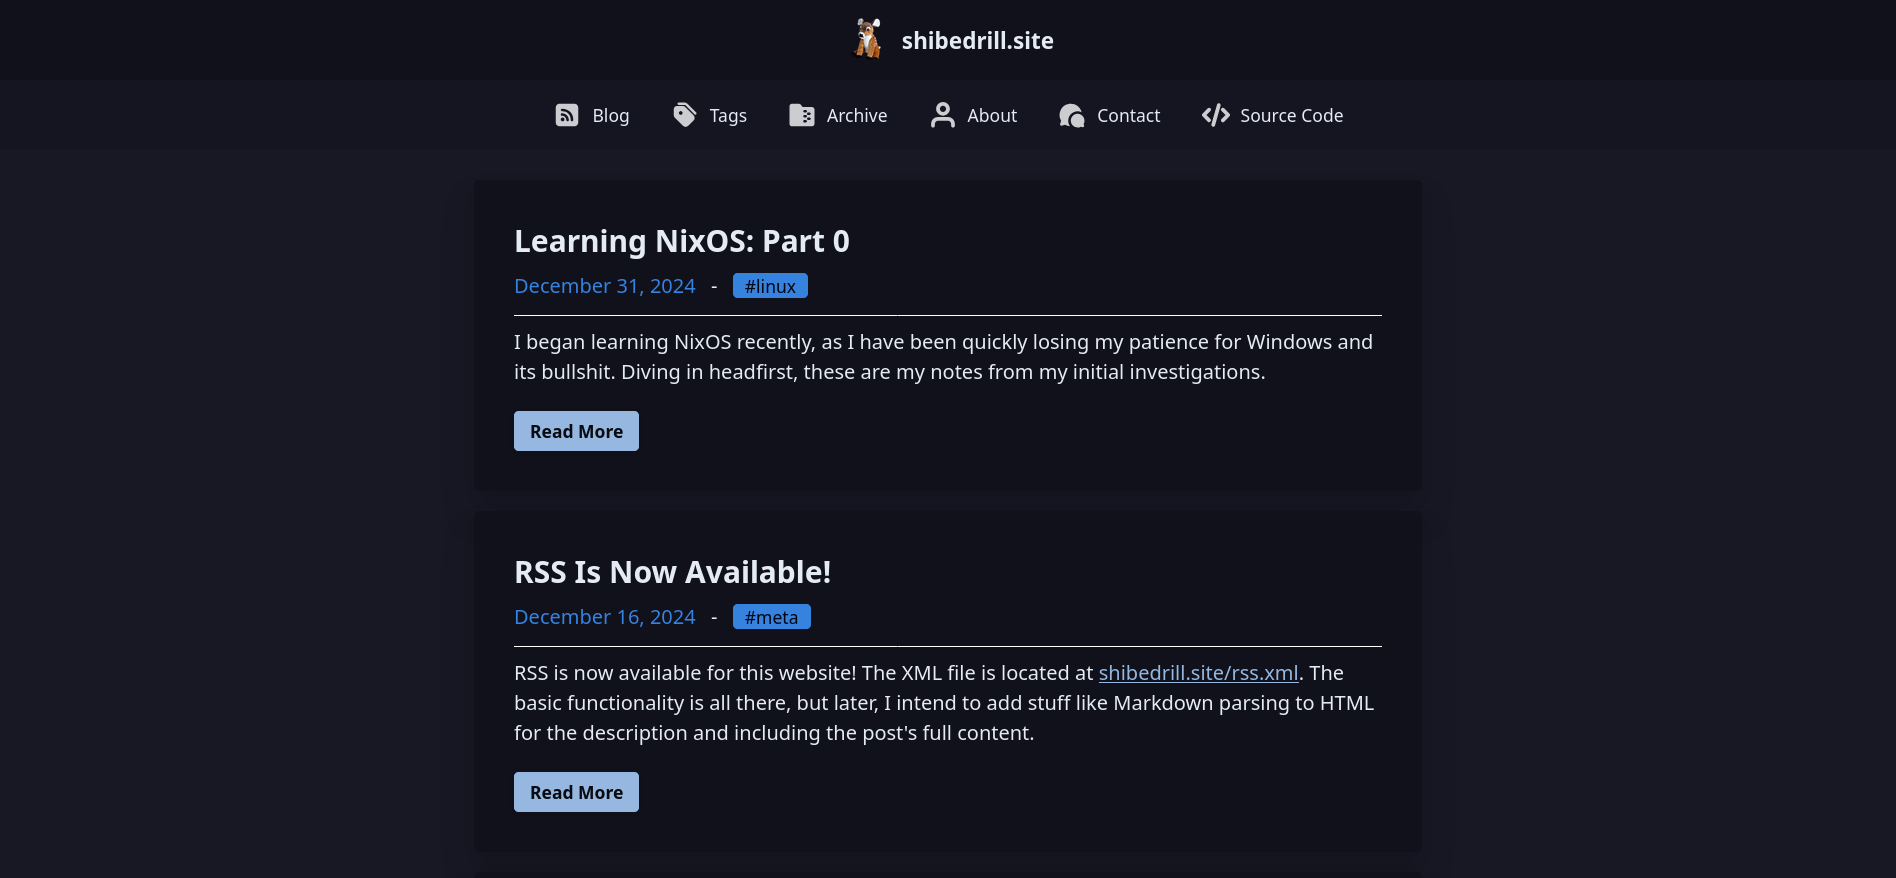 shibedrill.site
Blog
Tags
Archive
About
Contact
Source Code
Learning NixOS: Part 0
December 31, 2024 - #linux
I began learning NixOS recently, as I have been quickly losing my patience for Windows and
its bullshit. Diving in headfirst, these are my notes from my initial investigations.
Read More
RSS Is Now Available!
December 16, 2024 - #meta
RSS is now available for this website! The XML file is located at shibedrill.site/rss.xml. The
basic functionality is all there, but later, I intend to add stuff like Markdown parsing to HTML
for the description and including the post's full content.
Read More